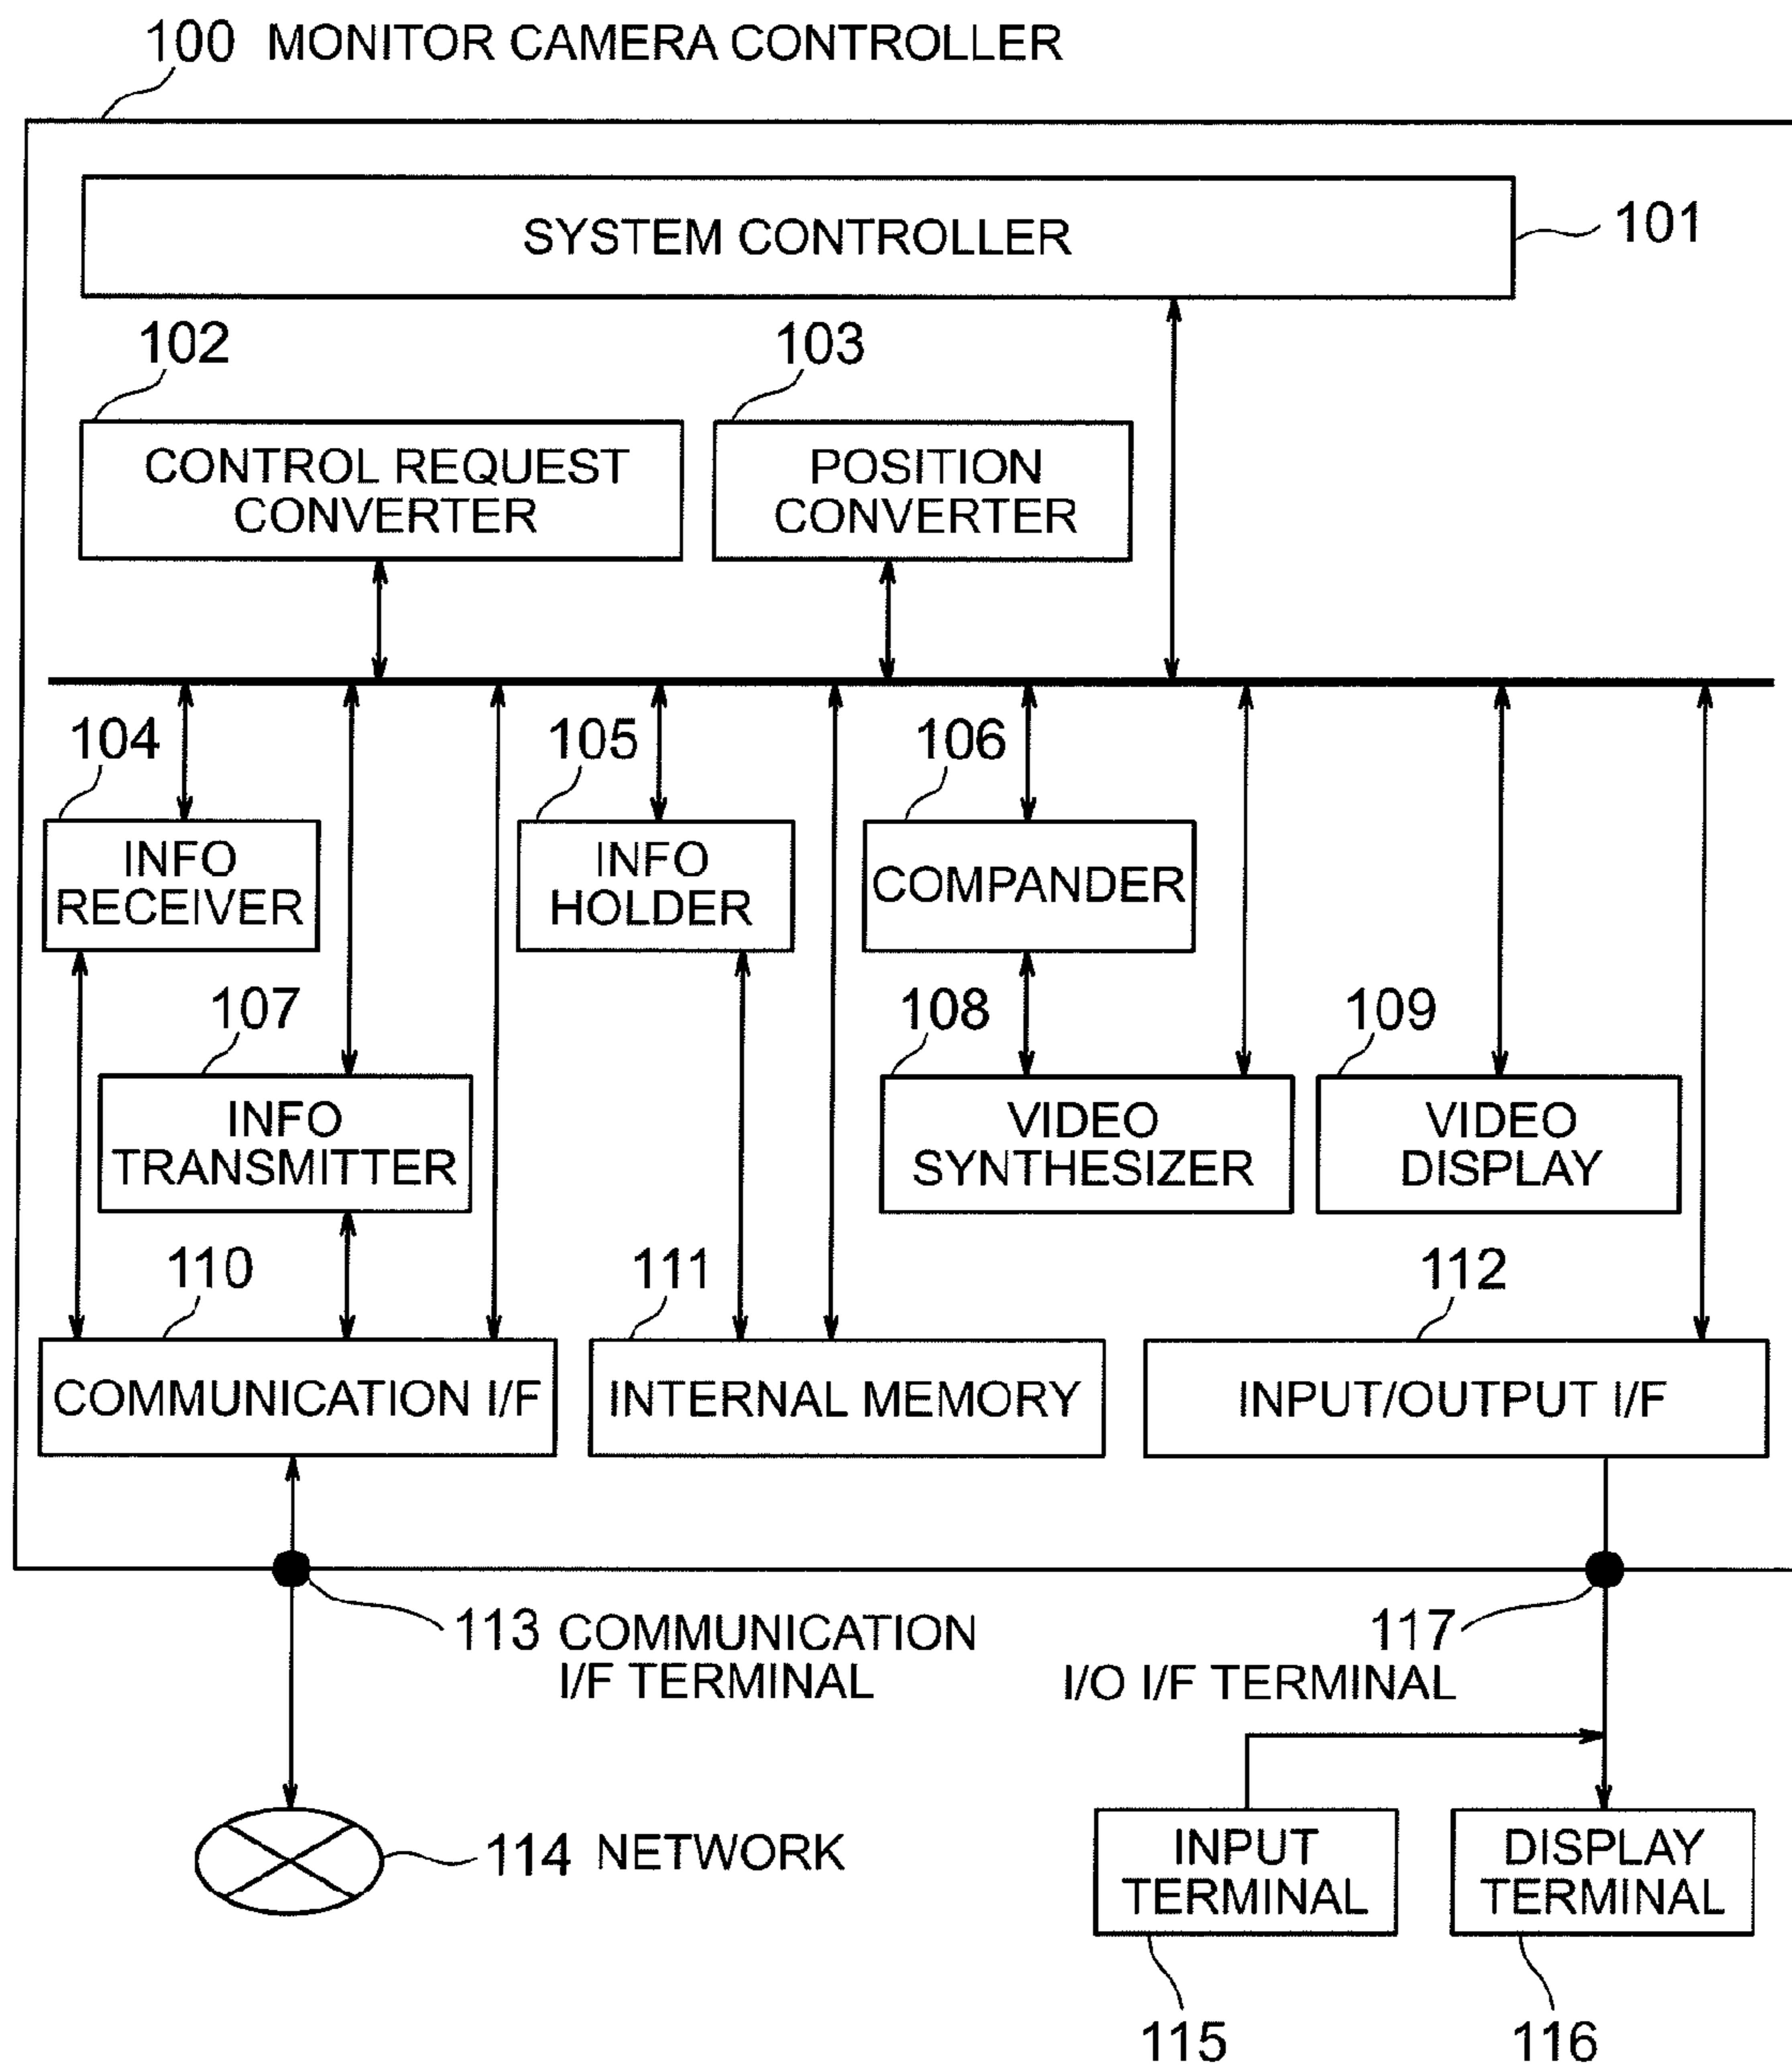 100 MONITOR CAMERA CONTROLLER
SYSTEM CONTROLLER
101
102
103
CONTROL REQUEST
CONVERTER
POSITION
CONVERTER
104
105
106
INFO
RECEIVER
INFO
HOLDER
COMPANDER
107
108
109
INFO
TRANSMITTER
VIDEO
SYNTHESIZER
VIDEO
DISPLAY
110
111
112
COMMUNICATION I/F
INTERNAL MEMORY
INPUT/OUTPUT I/F
113 COMMUNICATION
I/F TERMINAL
117
I/O I/F TERMINAL
114 NETWORK
INPUT
TERMINAL
DISPLAY
TERMINAL
115
116